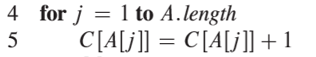 4 for j = 1 to A.length
5 C[A[j]] = C[A[j]] + 1